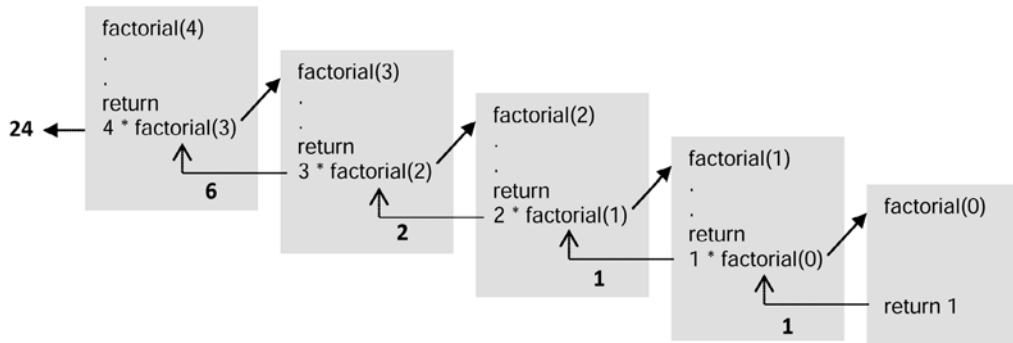 factorial(4)
.
.
return
4 * factorial(3)
24
6
factorial(3)
.
.
return
3 * factorial(2)
2
factorial(2)
.
.
return
2 * factorial(1)
1
factorial(1)
.
.
return
1 * factorial(0)
1
factorial(0)
return 1